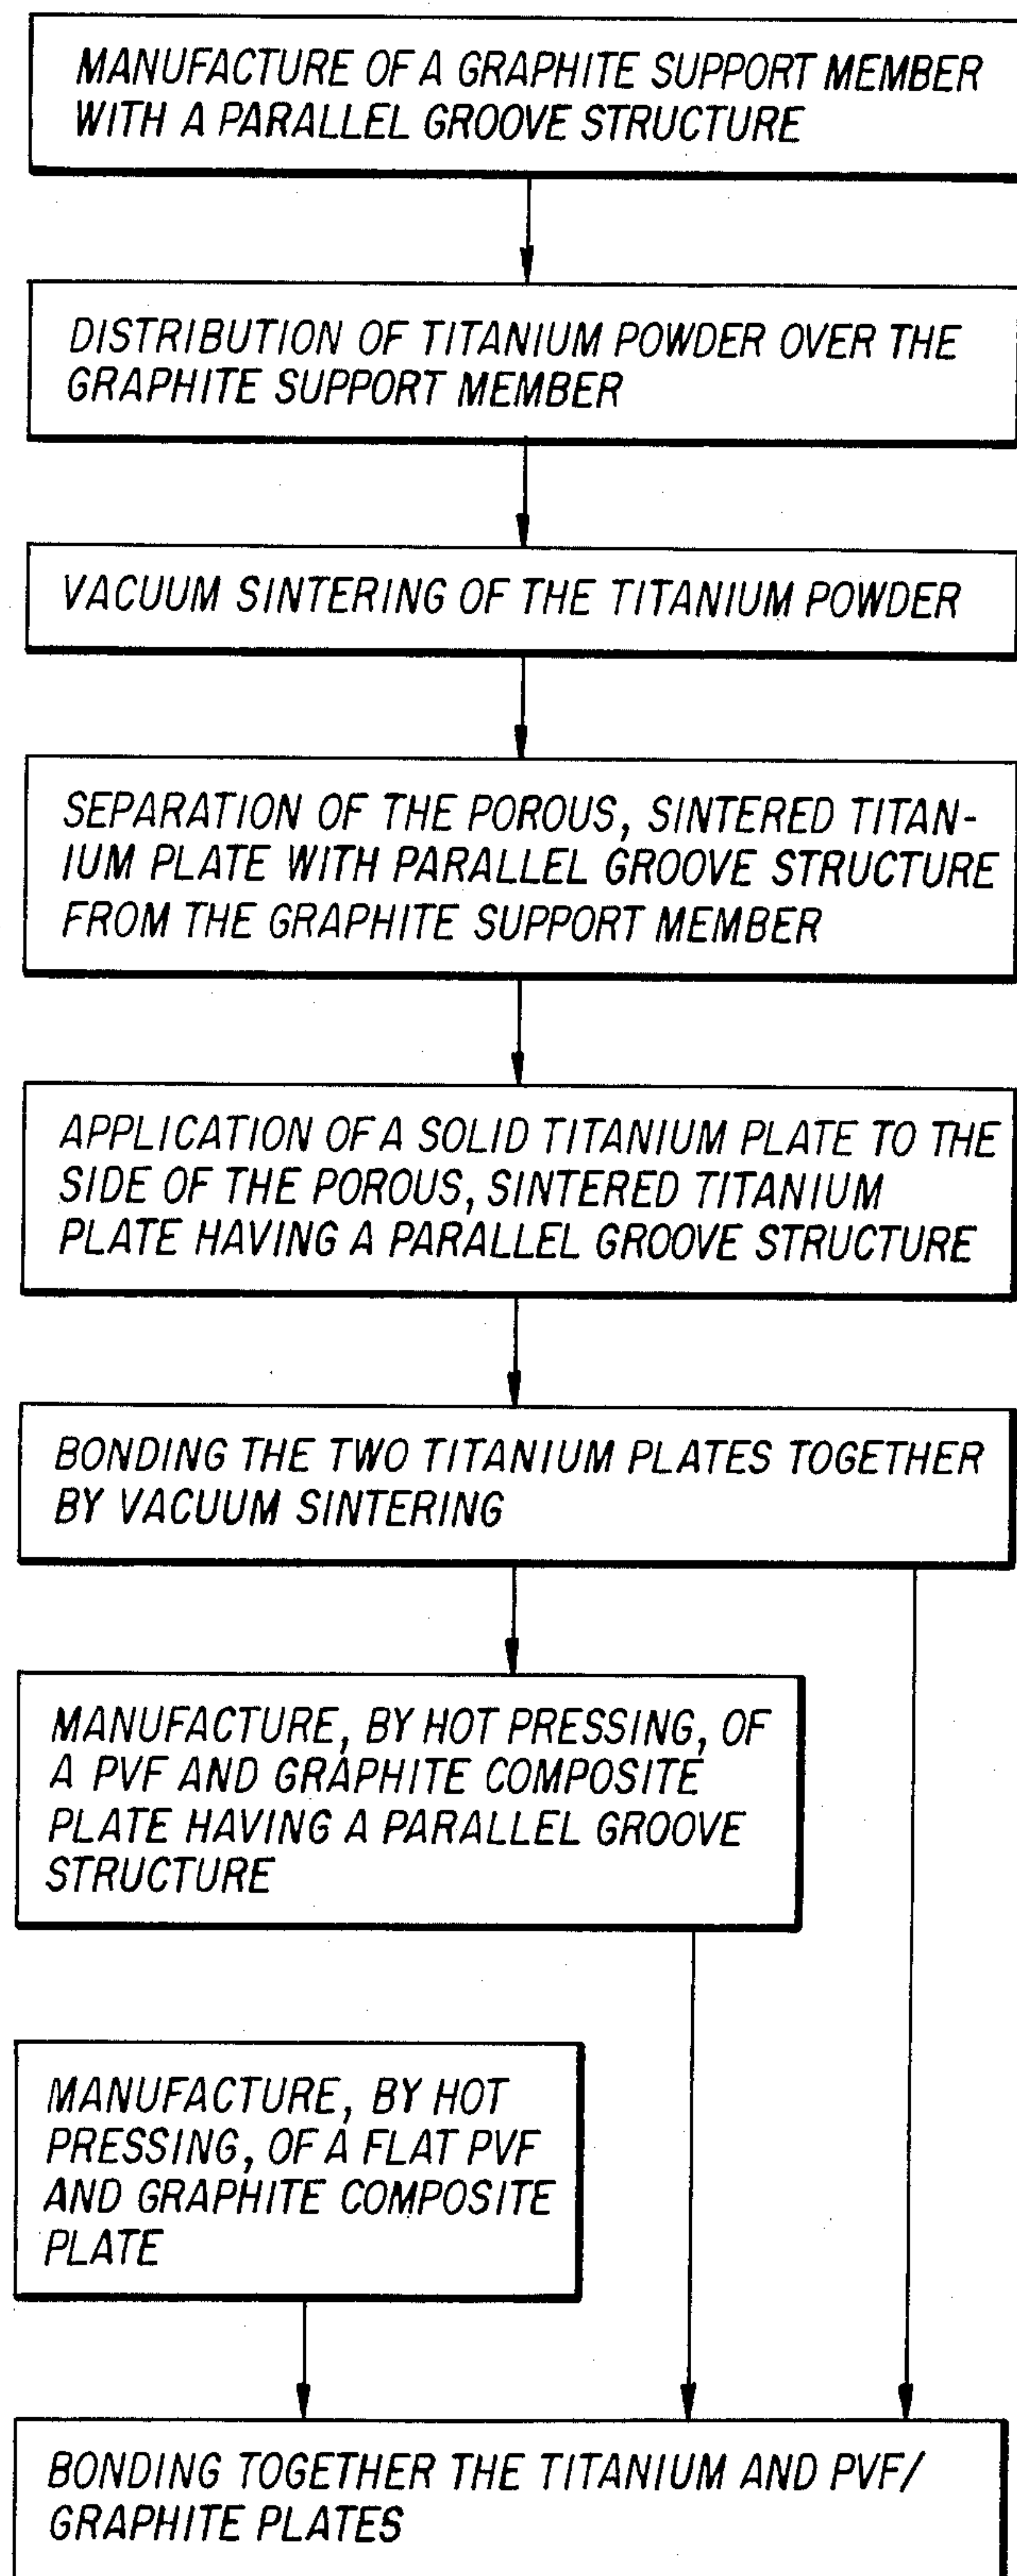 MANUFACTURE OF A GRAPHITE SUPPORT MEMBER
WITH A PARALLEL GROOVE STRUCTURE
DISTRIBUTION OF TITANIUM POWDER OVER THE
GRAPHITE SUPPORT MEMBER
VACUUM SINTERING OF THE TITANIUM POWDER
SEPARATION OF THE POROUS, SINTERED TITAN-
IUM PLATE WITH PARALLEL GROOVE STRUCTURE
FROM THE GRAPHITE SUPPORT MEMBER
APPLICATION OF A SOLID TITANIUM PLATE TO THE
SIDE OF THE POROUS, SINTERED TITANIUM
PLATE HAVING A PARALLEL GROOVE STRUCTURE
BONDING THE TWO TITANIUM PLATES TOGETHER
BY VACUUM SINTERING
MANUFACTURE, BY HOT PRESSING, OF
A PVF AND GRAPHITE COMPOSITE
PLATE HAVING A PARALLEL GROOVE
STRUCTURE
MANUFACTURE, BY HOT
PRESSING, OF A FLAT PVF
AND GRAPHITE COMPOSITE
PLATE
BONDING TOGETHER THE TITANIUM AND PVF/
GRAPHITE PLATES